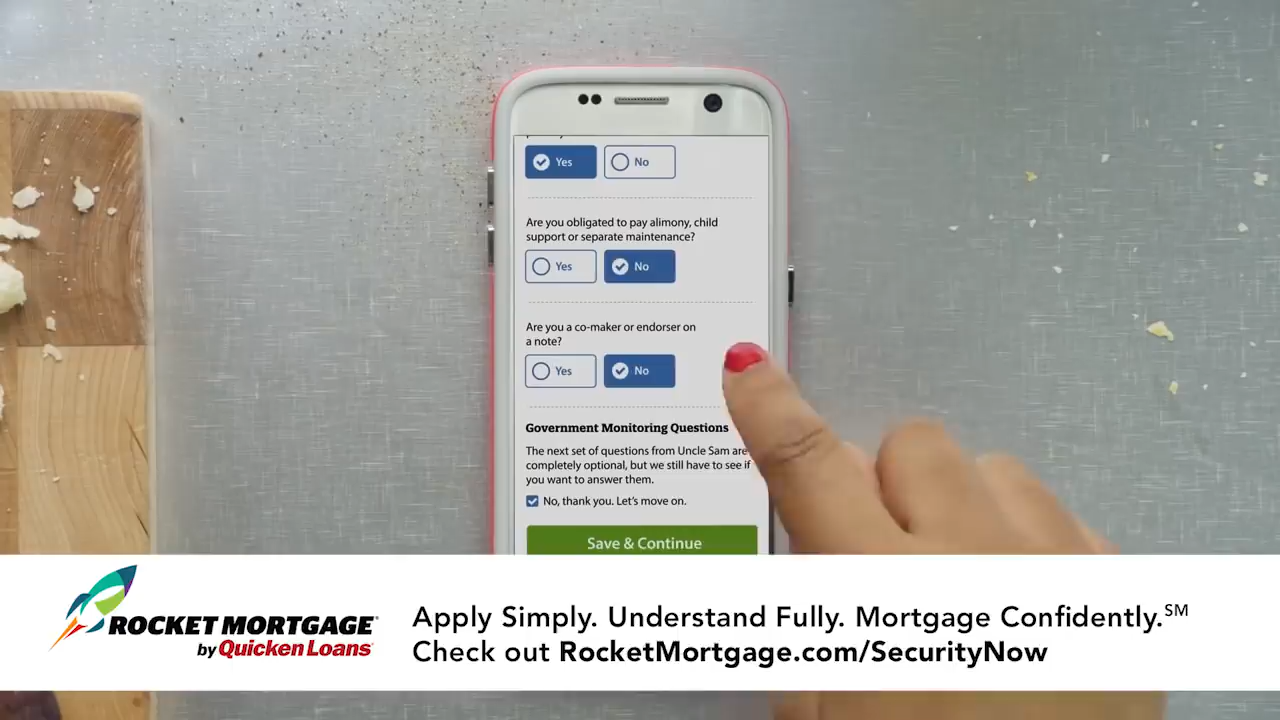 Yes
No
Are you obligated to pay alimony, child
support or separate maintenance?
Yes
No
Are you a co-maker or endorser on
a note?
Yes
No
Government Monitoring Questions
The next set of questions from Uncle Sam are
completely optional, but we still have to see if
you want to answer them.
No, thank you. Let's move on.
Save & Continue
ROCKET MORTGAGE®
by Quicken Loans®
Apply Simply. Understand Fully. Mortgage Confidently.℠
Check out RocketMortgage.com/SecurityNow